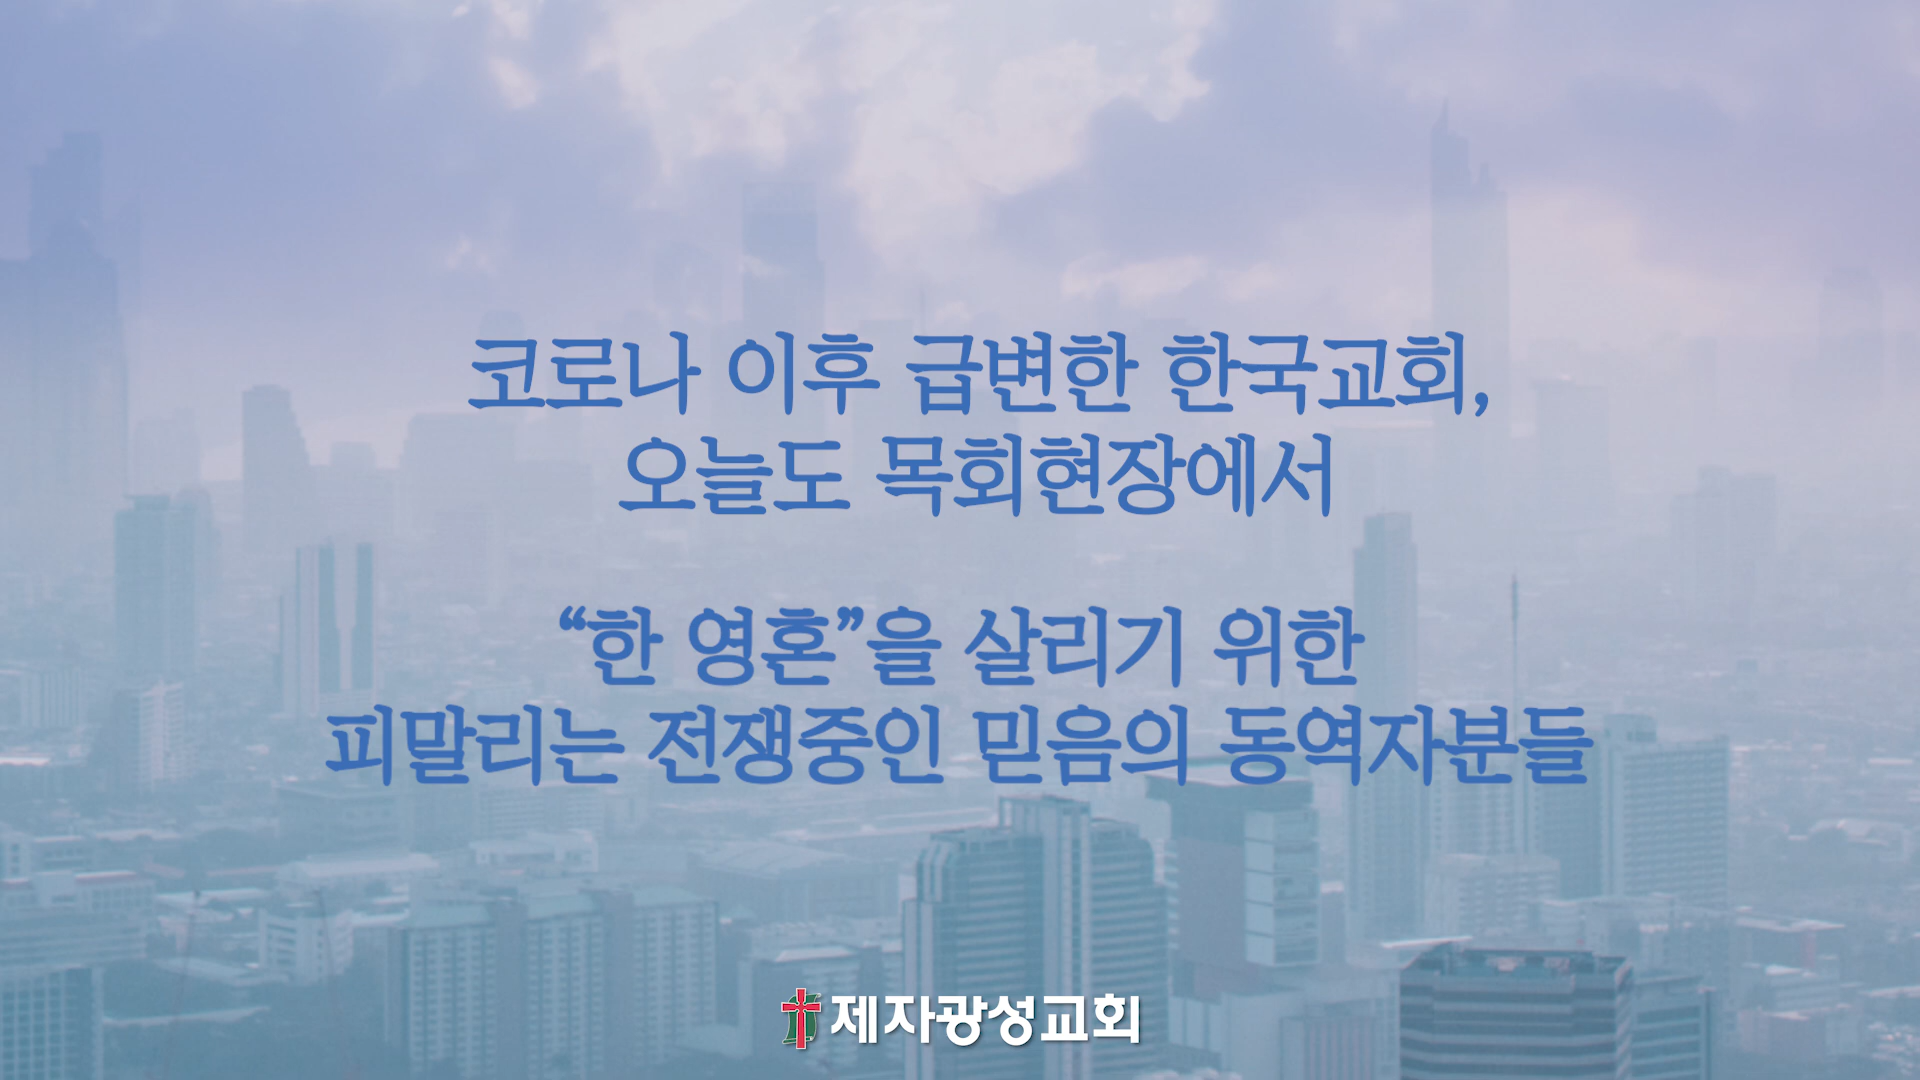 코로나 이후 급변한 한국교회,
오늘도 목회현장에서
“한 영혼”을 살리기 위한
피말리는 전쟁중인 믿음의 동역자분들
제자광성교회